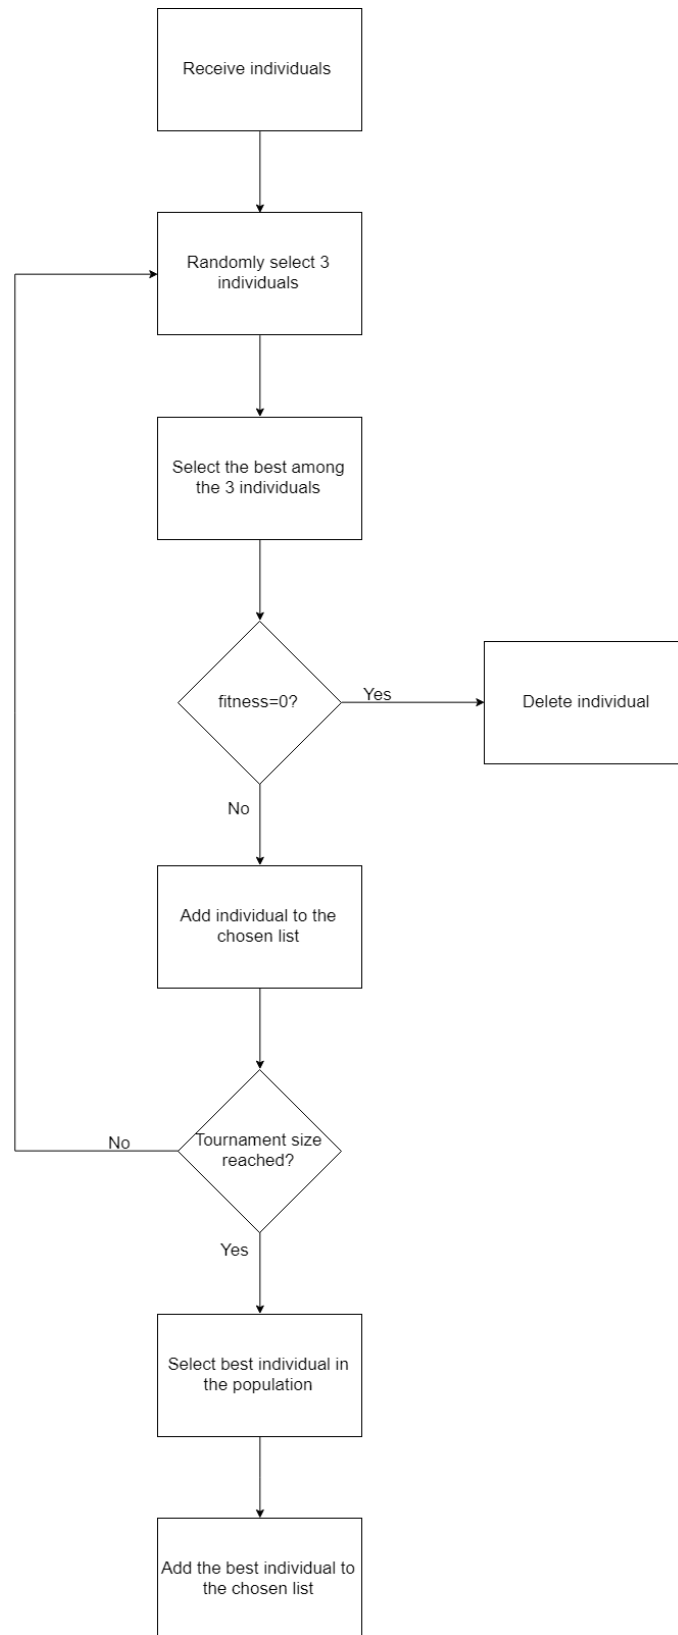 Receive individuals
Randomly select 3
individuals
Select the best among
the 3 individuals
fitness=0?
Yes
Delete individual
No
Add individual to the
chosen list
Tournament size
reached?
No
Yes
Select best individual in
the population
Add the best individual to
the chosen list